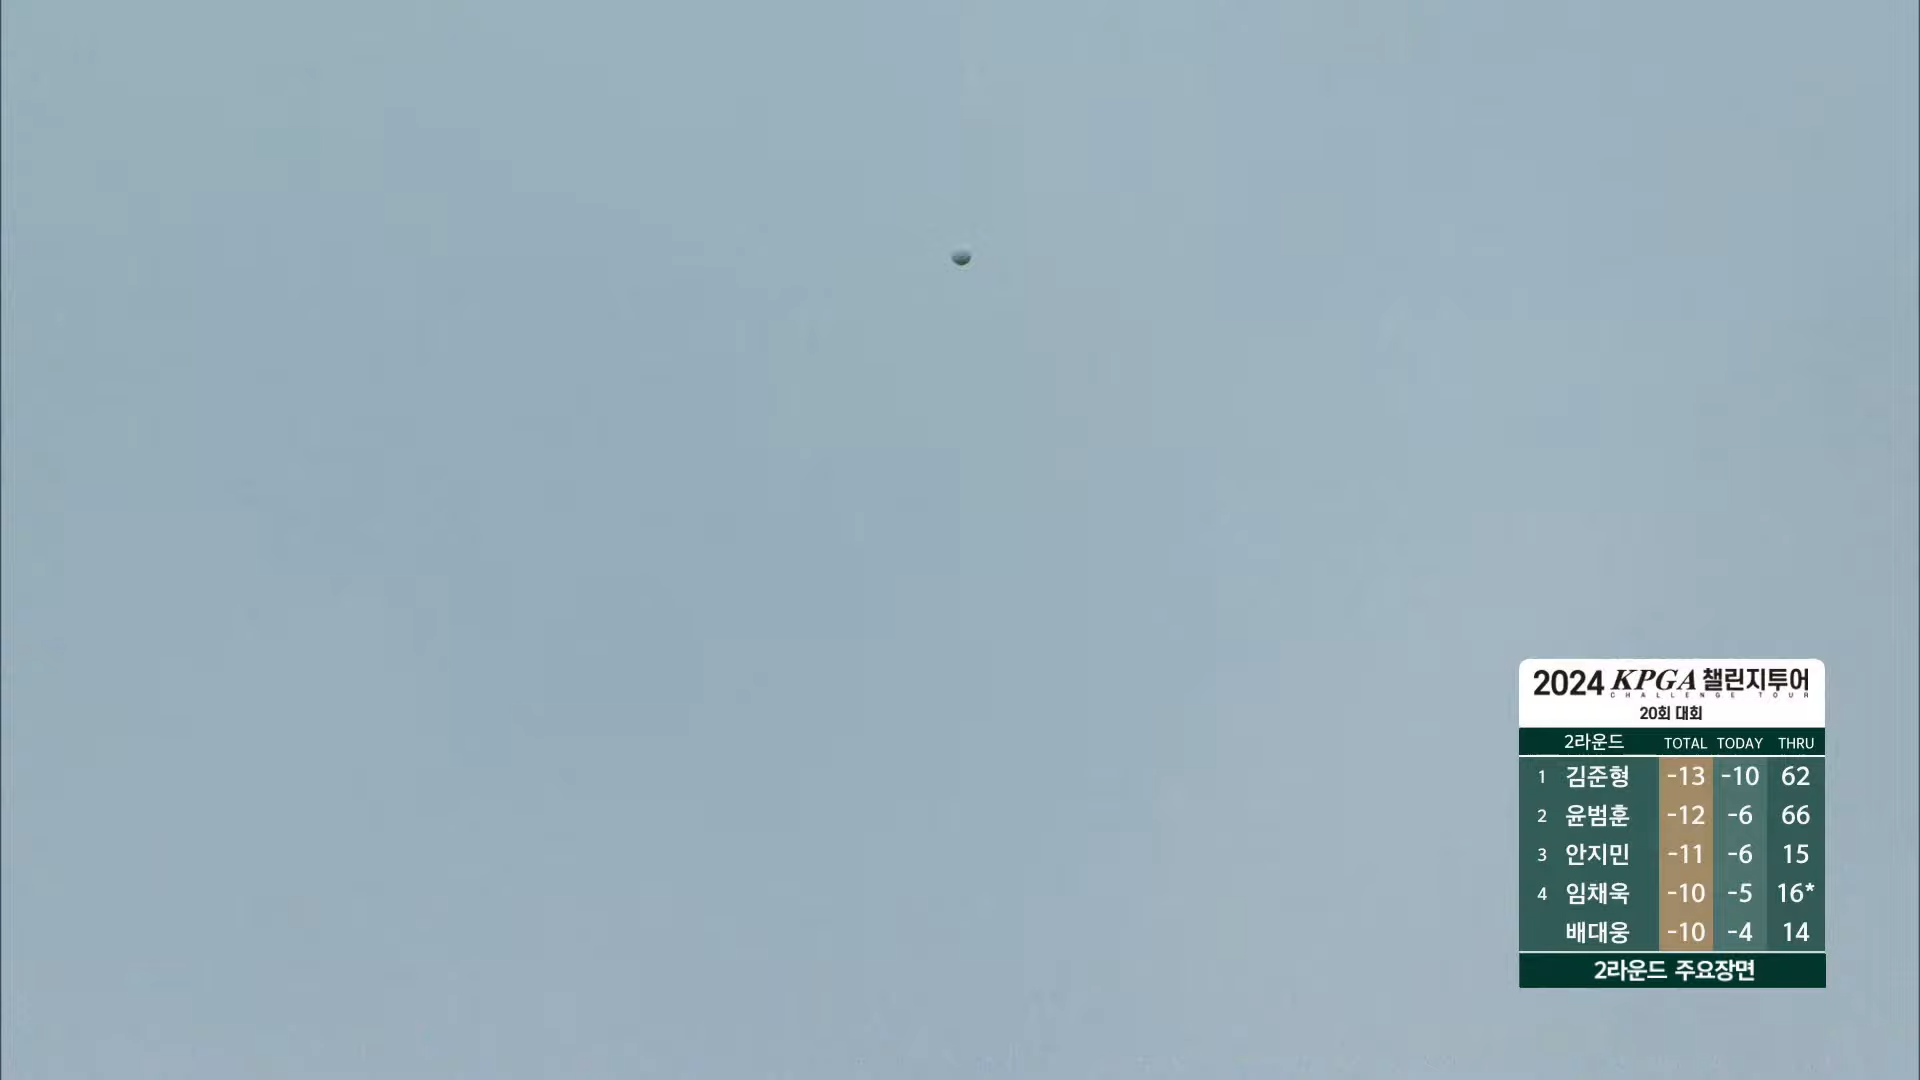 2024 KPGA 챌린지투어
CHALLENGE TOUR
20회 대회
2라운드 TOTAL TODAY THRU
1 김준형 -13 -10 62
2 윤범훈 -12 -6 66
3 안지민 -11 -6 15
4 임채욱 -10 -5 16*
배대웅 -10 -4 14
2라운드 주요장면